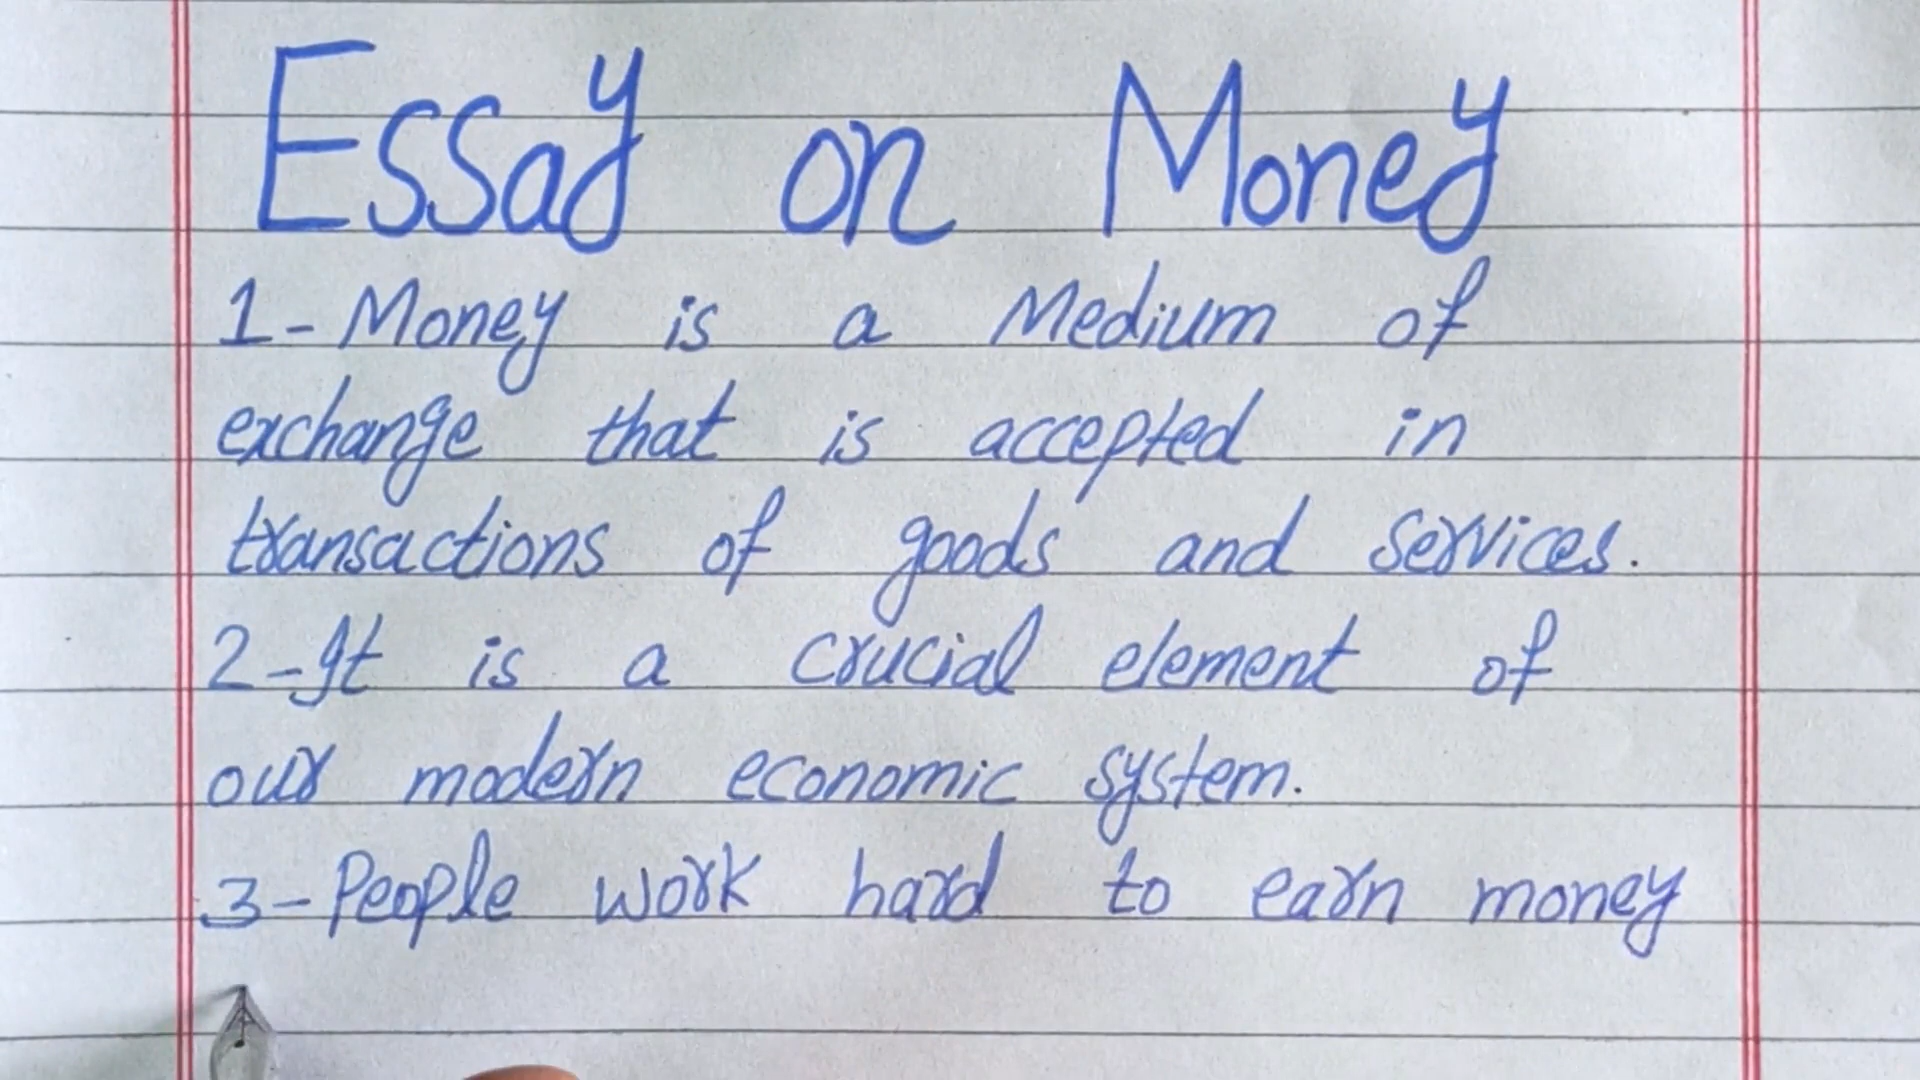 Essay on Money
1- Money is a Medium of
exchange that is accepted in
transactions of goods and services.
2- It is a crucial element of
our modern economic system.
3- People work hard to earn money